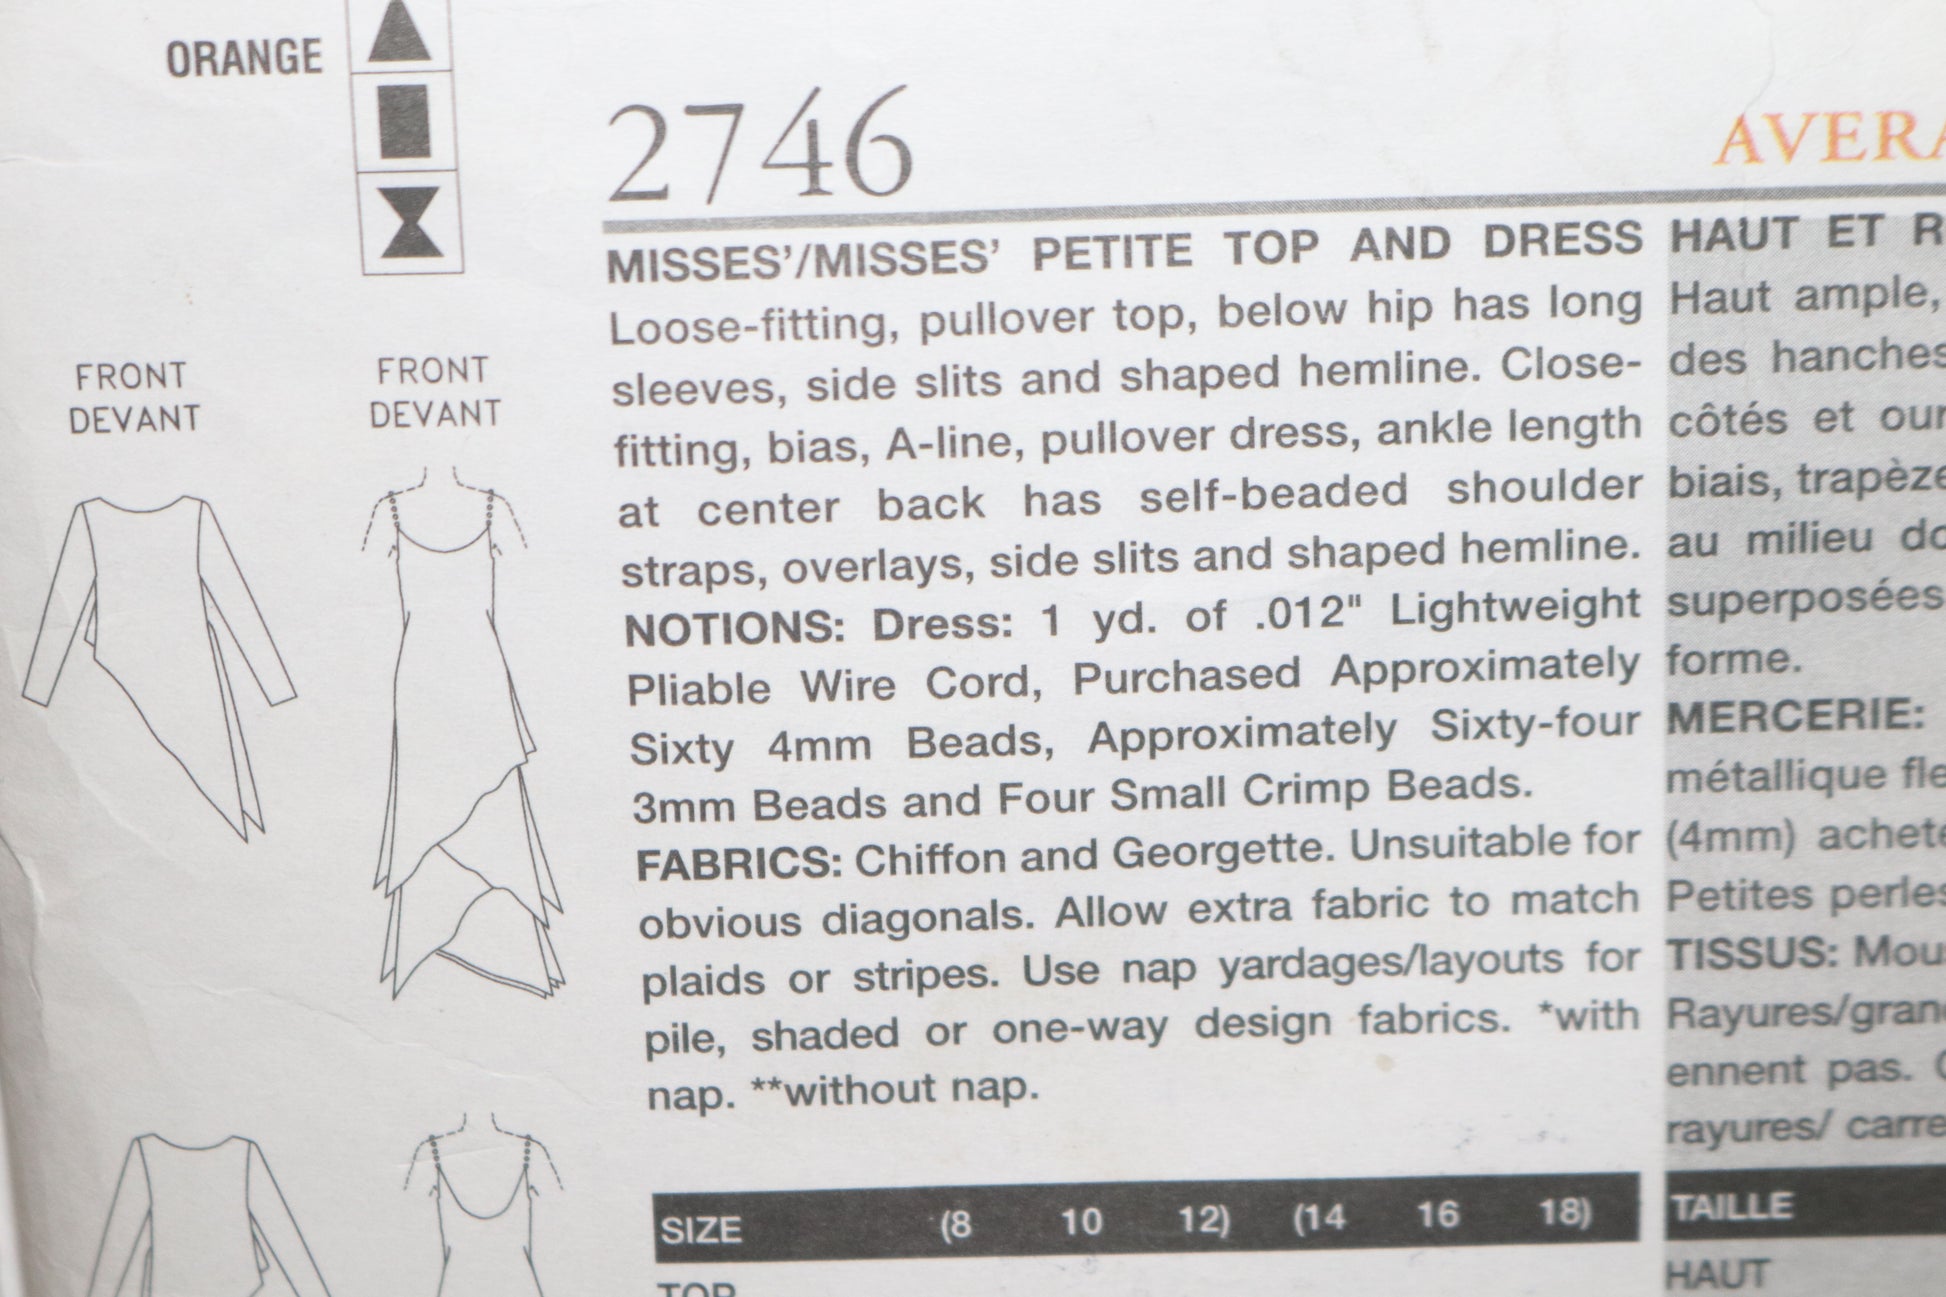 ORANGE
2746
AVERA
FRONT
DEVANT
FRONT
DEVANT
MISSES'/MISSES' PETITE TOP AND DRESS
Loose-fitting, pullover top, below hip has long
sleeves, side slits and shaped hemline. Close-
fitting, bias, A-line, pullover dress, ankle length
at center back has self-beaded shoulder
straps, overlays, side slits and shaped hemline.
NOTIONS: Dress: 1 yd. of .012" Lightweight
Pliable Wire Cord, Purchased Approximately
Sixty 4mm Beads, Approximately Sixty-four
3mm Beads and Four Small Crimp Beads.
FABRICS: Chiffon and Georgette. Unsuitable for
obvious diagonals. Allow extra fabric to match
plaids or stripes. Use nap yardages/layouts for
pile, shaded or one-way design fabrics. *with
nap. **without nap.
SIZE (8 10 12) (14 16 18)
TOP
HAUT ET R
Haut ample,
des hanches
côtés et our
biais, trapèze
au milieu do
superposées
forme.
MERCERIE:
métallique fle
(4mm) achete
Petites perles
TISSUS: Mous
Rayures/gran
ennent pas. 
rayures/ carre
TAILLE
HAUT